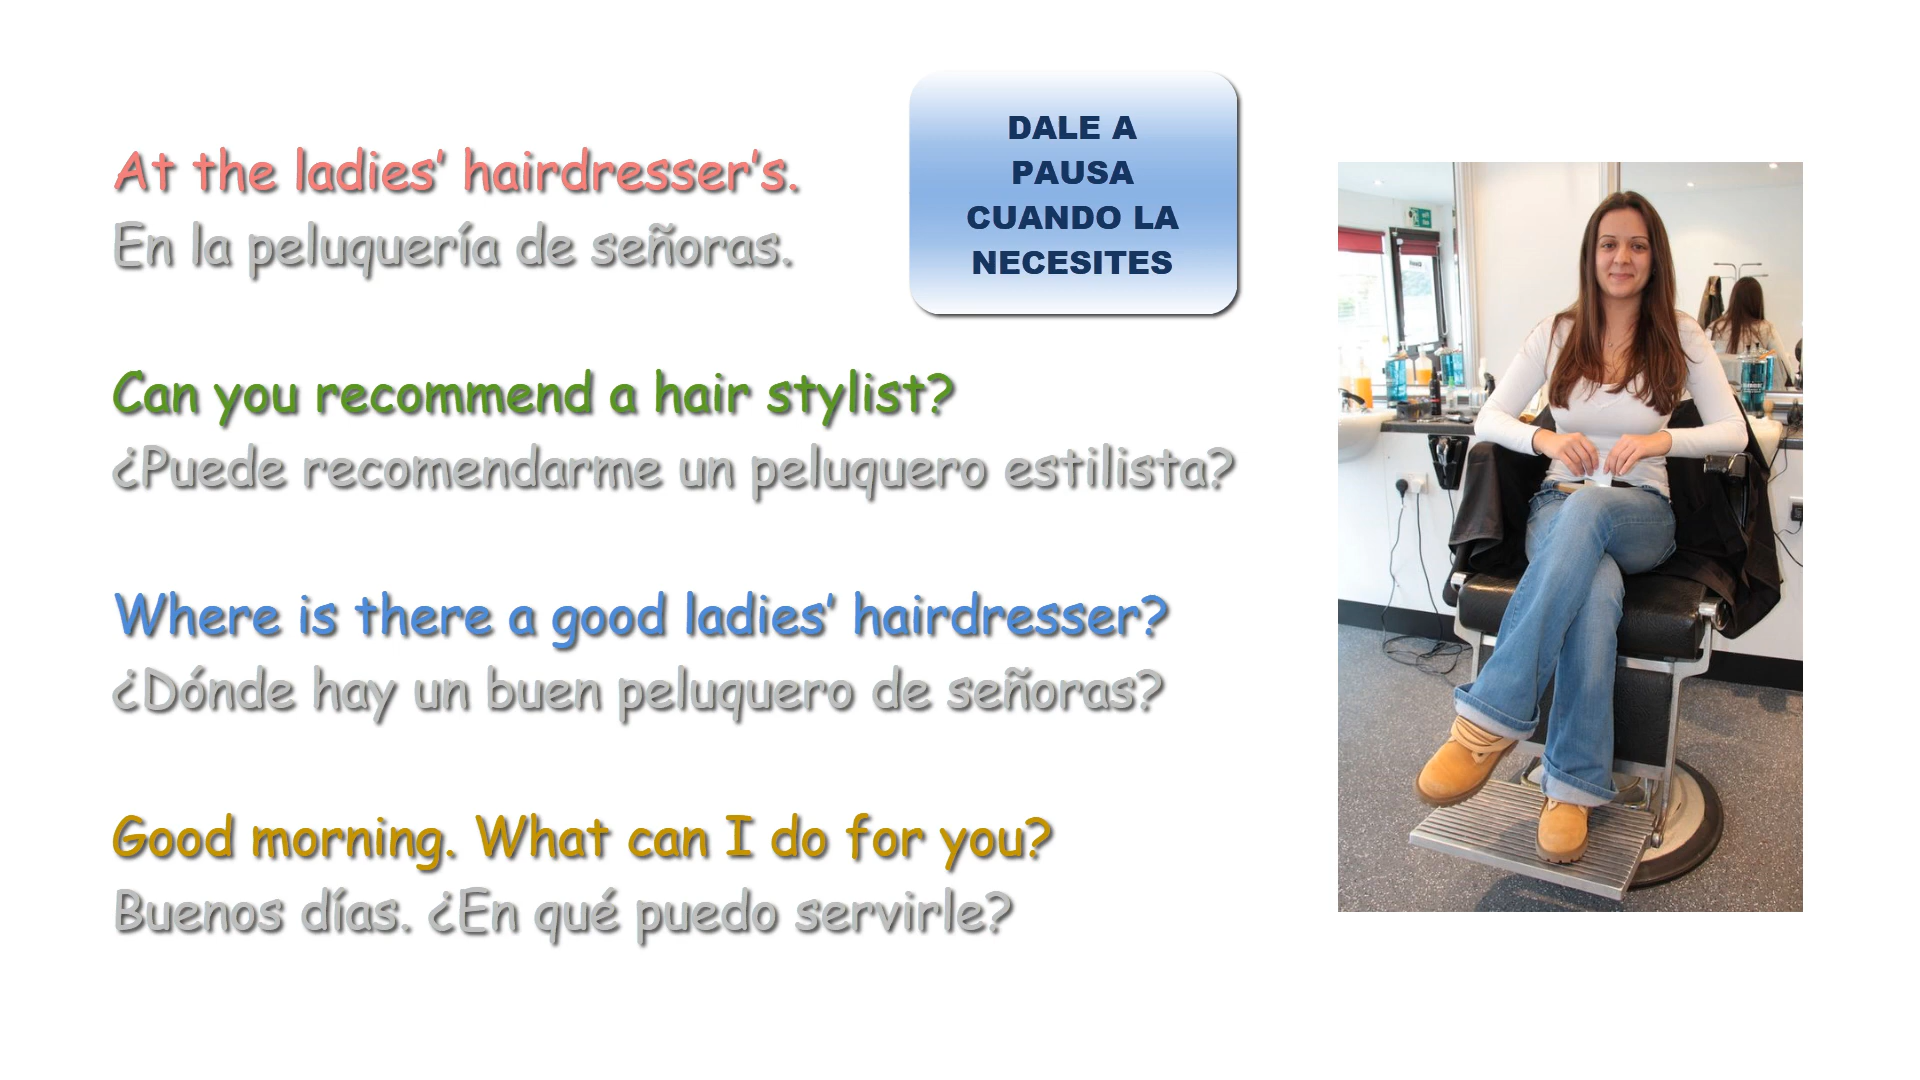 At the ladies’ hairdresser’s.
En la peluquería de señoras.
DALE A
PAUSA
CUANDO LA
NECESITES
Can you recommend a hair stylist?
¿Puede recomendarme un peluquero estilista?
Where is there a good ladies’ hairdresser?
¿Dónde hay un buen peluquero de señoras?
Good morning. What can I do for you?
Buenos días. ¿En qué puedo servirle?